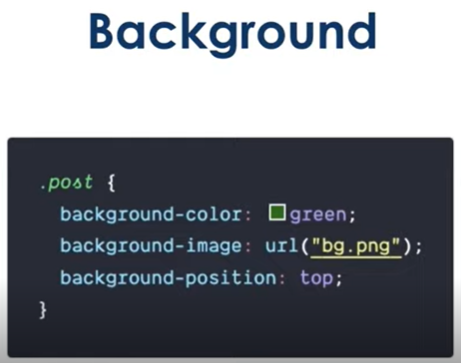 Background
.post {
background-color: green;
background-image: url("bg.png");
background-position: top;
}